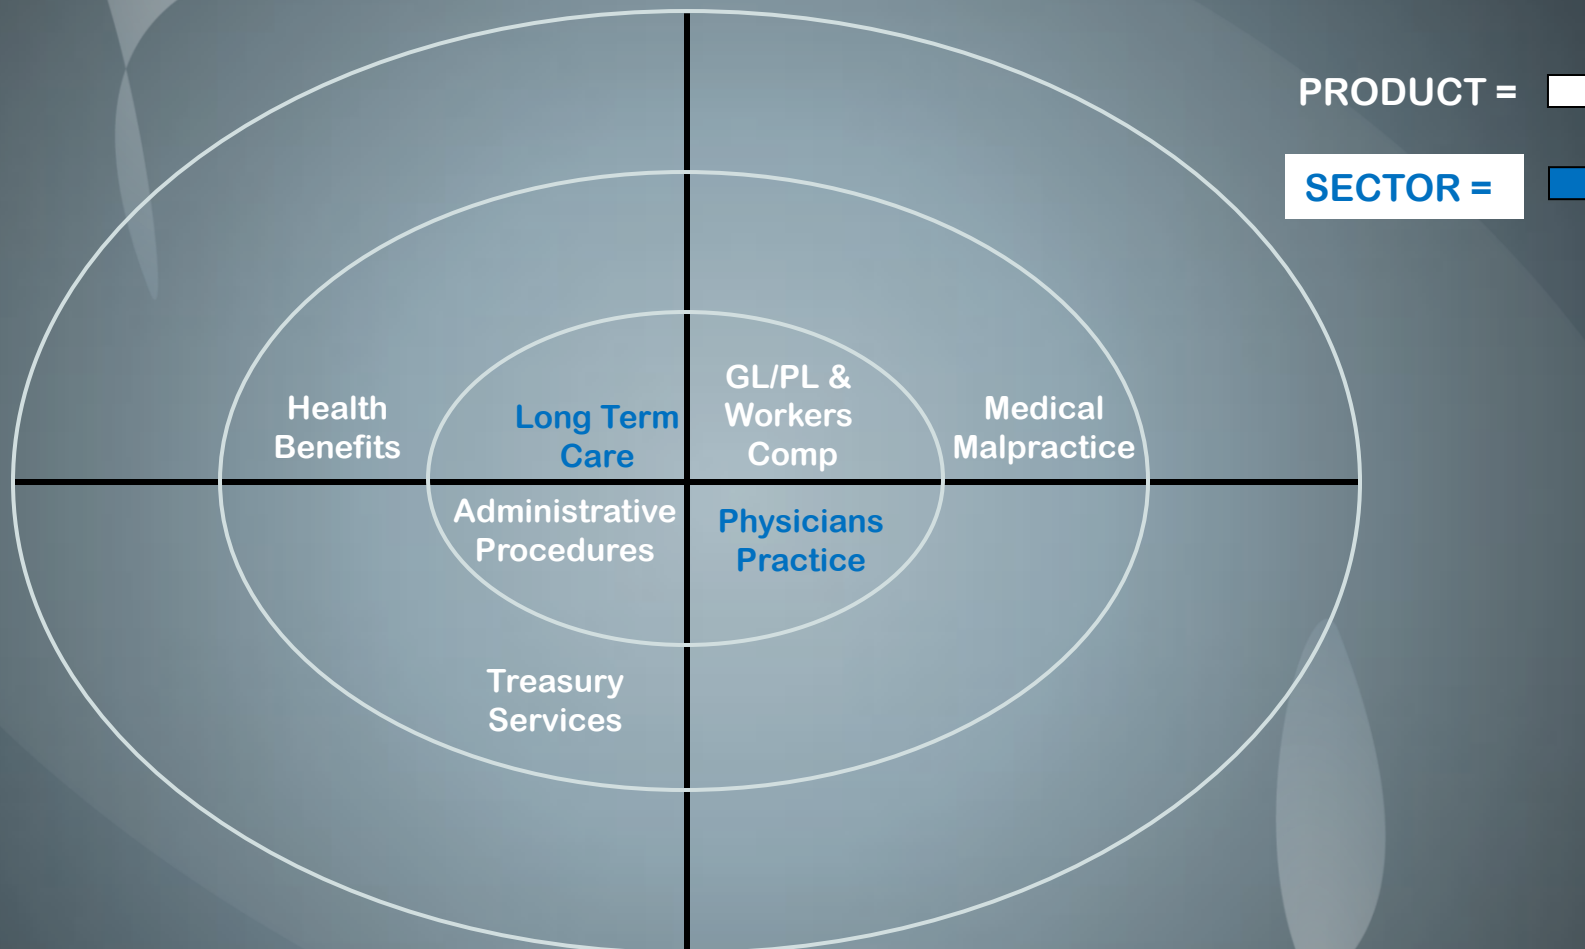 PRODUCT =
SECTOR =
Health
Benefits
Long Term
Care
GL/PL &
Workers
Comp
Medical
Malpractice
Administrative
Procedures
Physicians
Practice
Treasury
Services